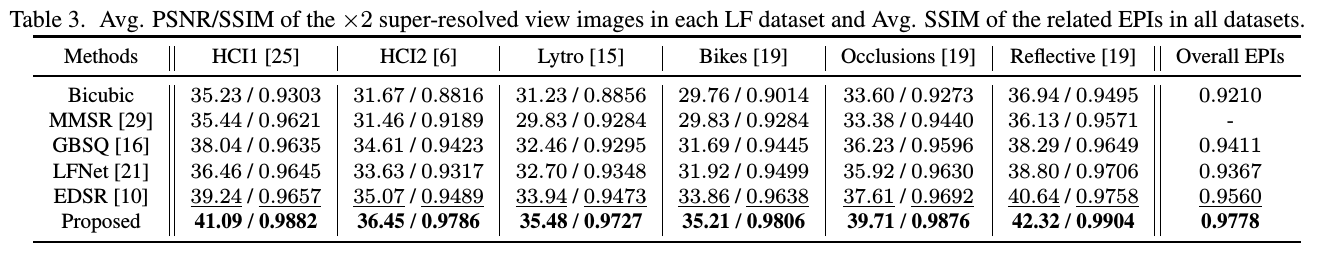 Table 3. Avg. PSNR/SSIM of the ×2 super-resolved view images in each LF dataset and Avg. SSIM of the related EPIs in all datasets.
Methods HCI1 [25] HCI2 [6] Lytro [15] Bikes [19] Occlusions [19] Reflective [19] Overall EPIs
Bicubic 35.23 / 0.9303 31.67 / 0.8816 31.23 / 0.8856 29.76 / 0.9014 33.60 / 0.9273 36.94 / 0.9495 0.9210
MMSR [29] 35.44 / 0.9621 31.46 / 0.9189 29.83 / 0.9284 29.83 / 0.9284 33.38 / 0.9440 36.13 / 0.9571 -
GBSQ [16] 38.04 / 0.9635 34.61 / 0.9423 32.46 / 0.9295 31.69 / 0.9445 36.23 / 0.9596 38.29 / 0.9649 0.9411
LFNet [21] 36.46 / 0.9645 33.63 / 0.9317 32.70 / 0.9348 31.92 / 0.9499 35.92 / 0.9630 38.80 / 0.9706 0.9367
EDSR [10] 39.24 / 0.9657 35.07 / 0.9489 33.94 / 0.9473 33.86 / 0.9638 37.61 / 0.9692 40.64 / 0.9758 0.9560
Proposed 41.09 / 0.9882 36.45 / 0.9786 35.48 / 0.9727 35.21 / 0.9806 39.71 / 0.9876 42.32 / 0.9904 0.9778